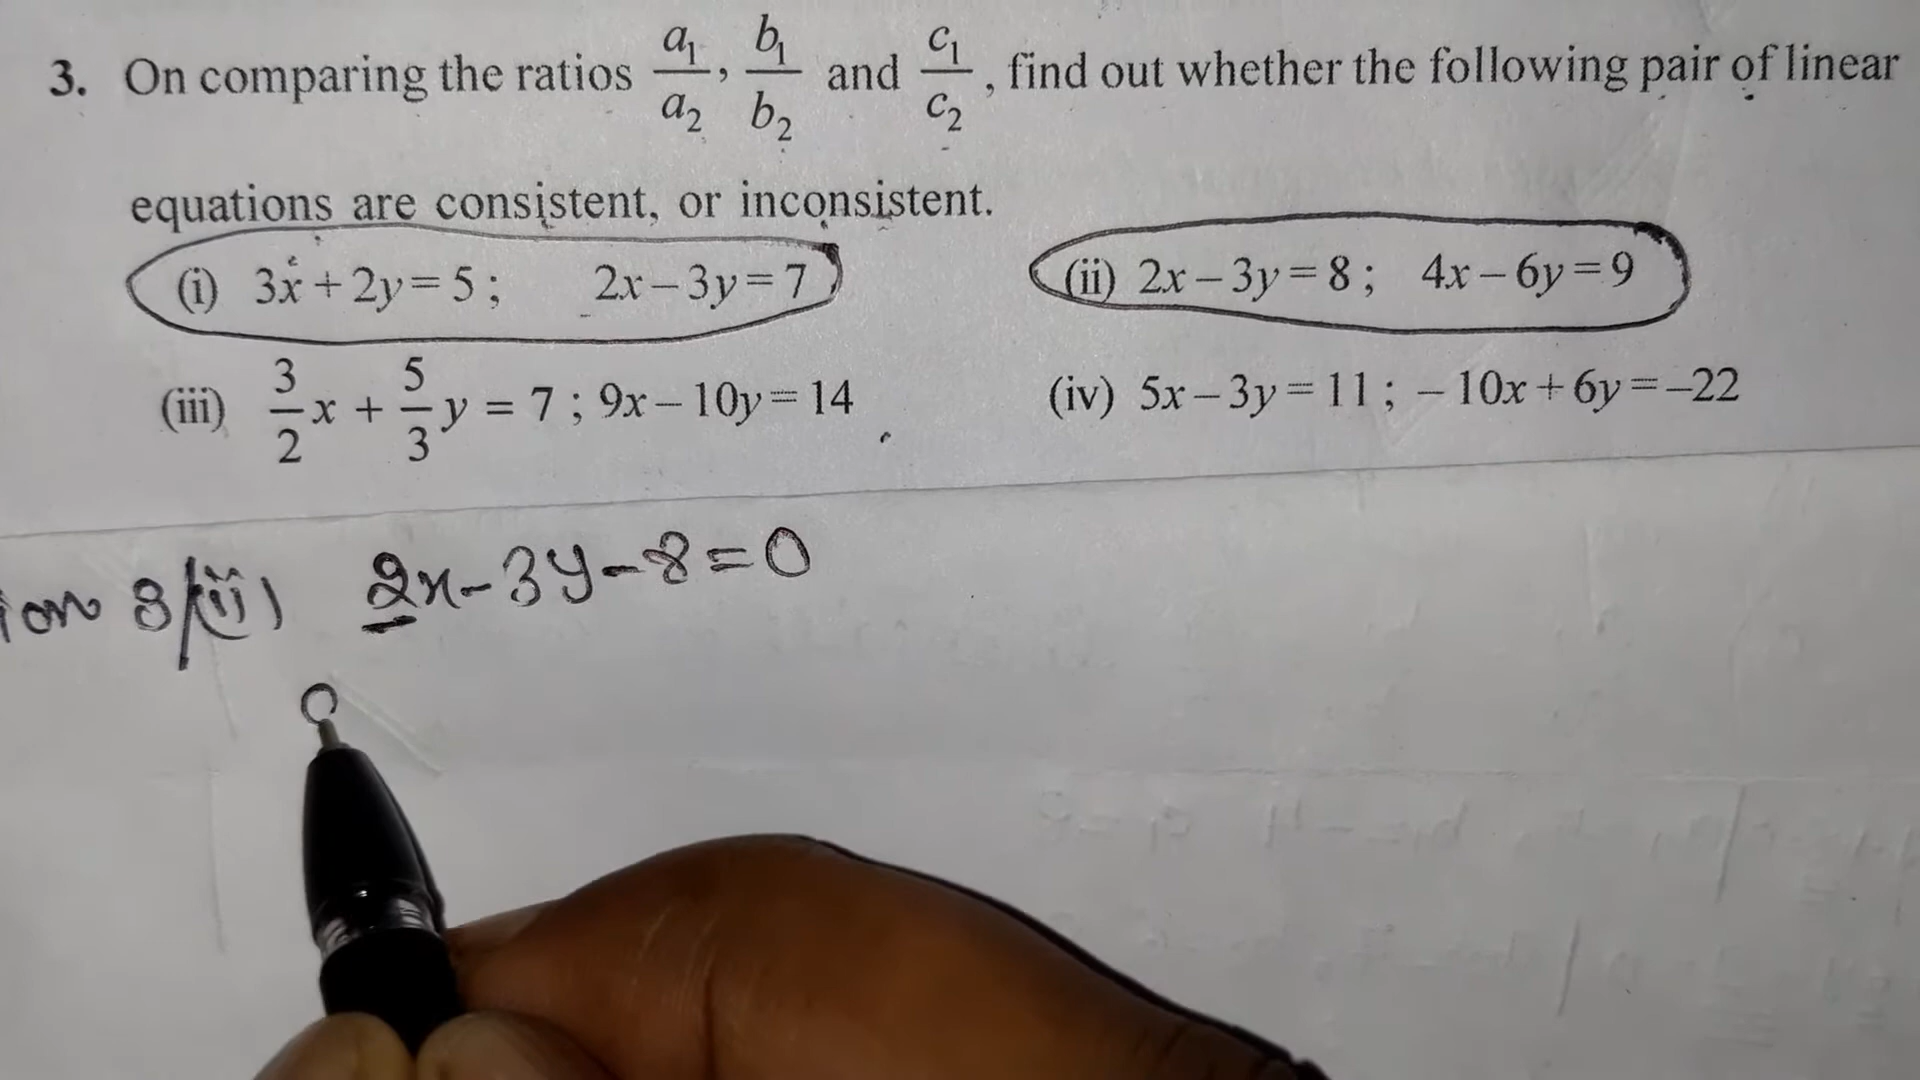 3. On comparing the ratios a₁/a₂, b₁/b₂ and c₁/c₂, find out whether the following pair of linear
equations are consistent, or inconsistent.
(i) 3x + 2y = 5 ; 2x – 3y = 7 (ii) 2x – 3y = 8 ; 4x – 6y = 9
(iii) 3/2 x + 5/3 y = 7 ; 9x – 10y = 14 (iv) 5x – 3y = 11 ; – 10x + 6y = –22
ion 3/(ii) 2x - 3y - 8 = 0